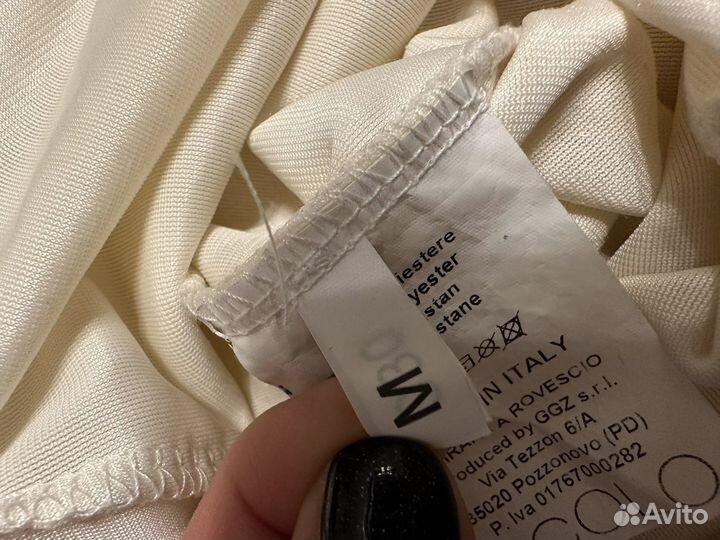 iestere
yester
stan
stane
IN ITALY
A ROVESCIO
oduced by GGZ s.r.l.
Via Tezzon 6/A
35020 Pozzonovo (PD)
P. Iva 01767000282
COLO
M
Avito